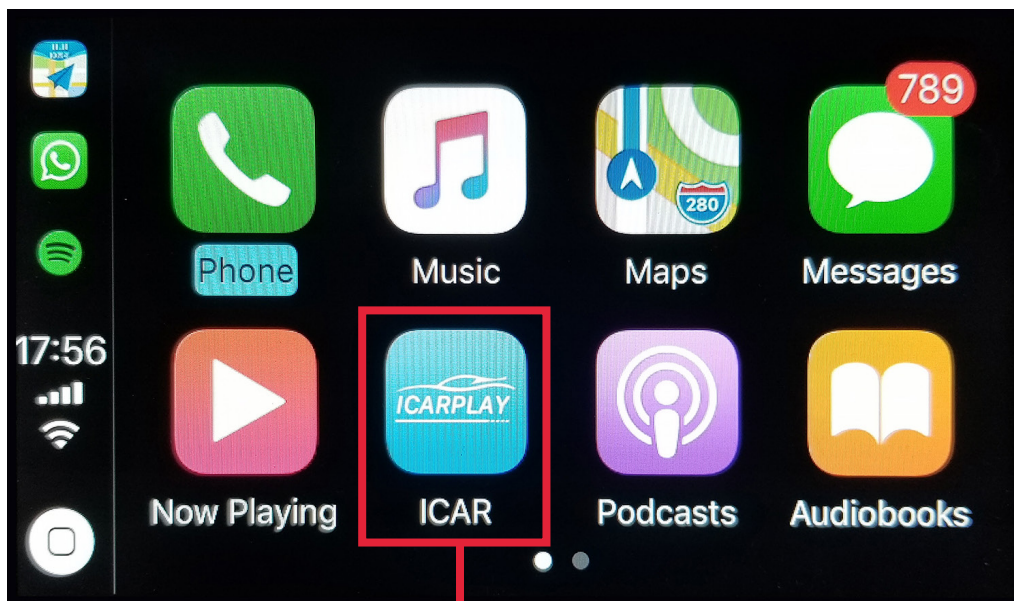 789
280
Phone
Music
Maps
Messages
17:56
ICARPLAY
Now Playing
ICAR
Podcasts
Audiobooks